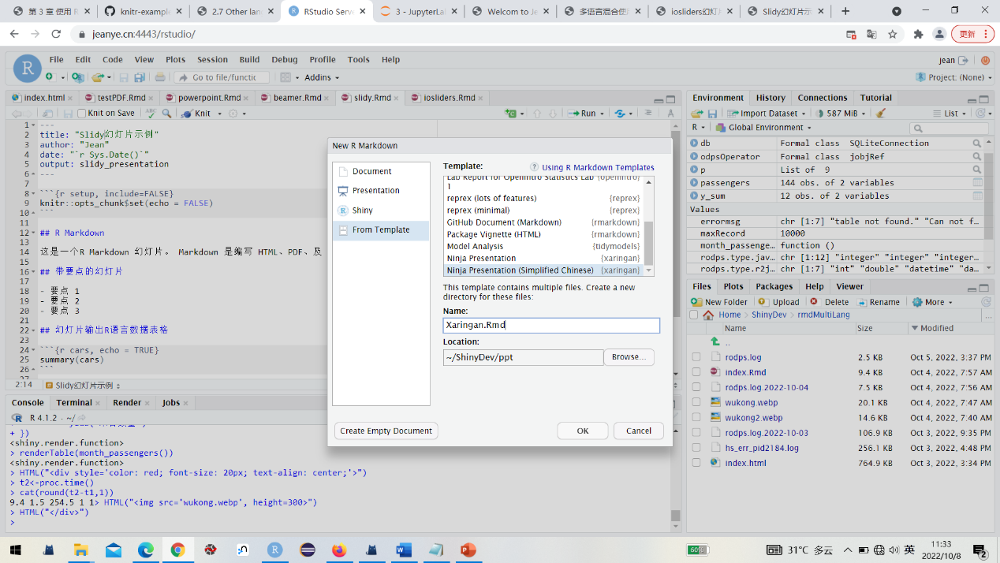 第 3 章 使用 R
knitr-example
2.7 Other lan
RStudio Serve
3 - JupyterLa
Welcom to Je
多语言混合使
ioslides幻灯
Slidy幻灯片示
jeanye.cn:4443/rstudio/
更新
File Edit Code View Plots Session Build Debug Profile Tools Help
jean
Go to file/functic
Addins
Project: (None)
index.html
testPDF.Rmd
powerpoint.Rmd
beamer.Rmd
slidy.Rmd
ioslides.Rmd
Knit on Save
Knit
Run
1 ---
2 title: "Slidy幻灯片示例"
3 author: "Jean"
4 date: "`r Sys.Date()`"
5 output: slidy_presentation
6 ---
7
8 ```{r setup, include=FALSE}
9 knitr::opts_chunk$set(echo = FALSE)
10 ```
11
12 ## R Markdown
13
14 这是一个R Markdown 幻灯片。 Markdown 是编写 HTML、PDF、及
15
16 ## 带要点的幻灯片
17
18 - 要点 1
19 - 要点 2
20 - 要点 3
21
22 ## 幻灯片输出R语言数据表格
23
24 ```{r cars, echo = TRUE}
25 summary(cars)
26 ```
2:14 Slidy幻灯片示例
Console Terminal Render Jobs
R 4.1.2 · ~/
+ })
<shiny.render.function>
> renderTable(month_passengers())
<shiny.render.function>
> HTML("<div style='color: red; font-size: 20px; text-align: center;'>")
> t2<-proc.time()
> cat(round(t2-t1,1))
9.4 1.5 254.5 1 1> HTML("<img src='wukong.webp', height=300>")
> HTML("</div>")
>
New R Markdown
Document
Presentation
Shiny
From Template
Template:
Using R Markdown Templates
Lab Report for OpenIntro Statistics Lab {openintro}
1
reprex (lots of features) {reprex}
reprex (minimal) {reprex}
GitHub Document (Markdown) {rmarkdown}
Package Vignette (HTML) {rmarkdown}
Model Analysis {tidymodels}
Ninja Presentation {xaringan}
Ninja Presentation (Simplified Chinese) {xaringan}
This template contains multiple files. Create a new
directory for these files:
Name:
Xaringan.Rmd
Location:
~/ShinyDev/ppt
Browse...
Create Empty Document
OK
Cancel
Environment History Connections Tutorial
Import Dataset 587 MiB List
R Global Environment
db Formal class SQLiteConnection
odpsOperator Formal class jobjRef
p List of 9
passengers 144 obs. of 2 variables
y_sum 12 obs. of 2 variables
Values
errormsg chr [1:7] "table not found." "Can not f…
maxRecord 10000
month_passenge… function ()
rodps.type.jav… chr [1:12] "integer" "integer" "integer…
rodps.type.r2j… chr [1:7] "int" "double" "datetime" "da…
Files Plots Packages Help Viewer
New Folder Upload Delete Rename More
Home ShinyDev rmdMultiLang
Name Size Modified
..
rodps.log 2.5 KB Oct 5, 2022, 3:37 PM
index.Rmd 9.4 KB Oct 4, 2022, 7:57 AM
rodps.log.2022-10-04 7.5 KB Oct 4, 2022, 7:56 AM
wukong.webp 20.1 KB Oct 4, 2022, 7:47 AM
wukong2.webp 14.6 KB Oct 4, 2022, 7:40 AM
rodps.log.2022-10-03 106.9 KB Oct 3, 2022, 9:35 PM
hs_err_pid2184.log 256.1 KB Oct 3, 2022, 4:48 PM
index.html 764.9 KB Oct 3, 2022, 3:34 PM
60%
31°C 多云
英
11:33
2022/10/8
2